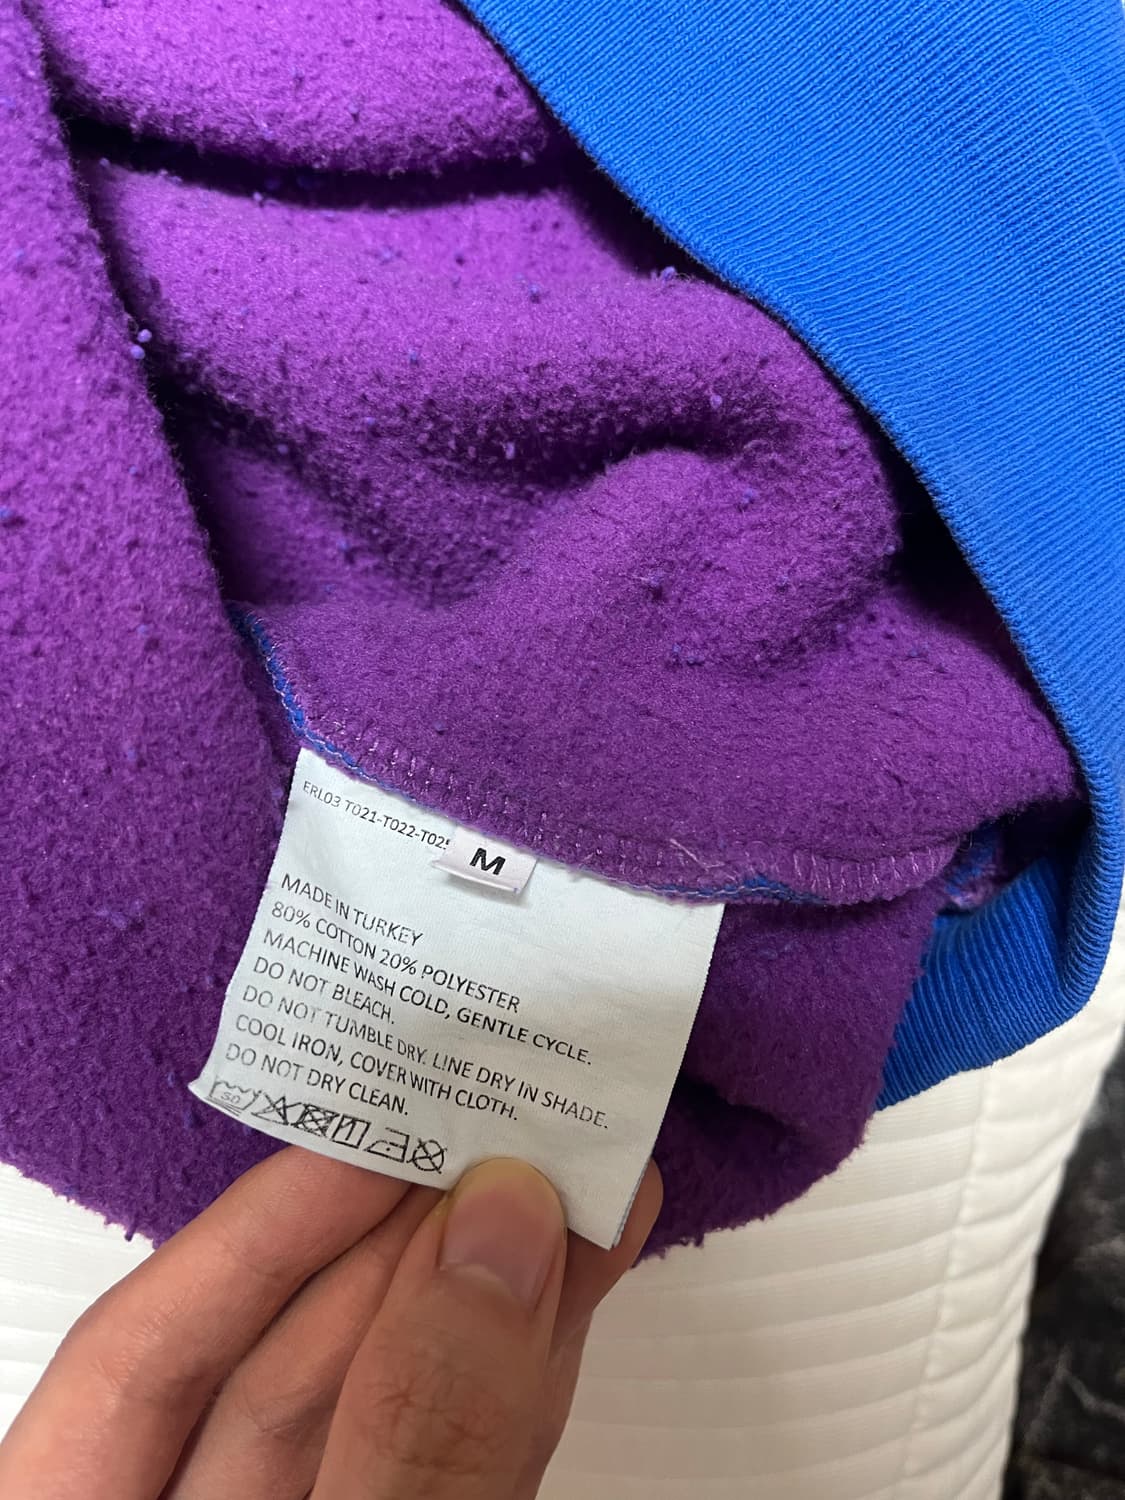 ERL03 T021-T022-T025
M
MADE IN TURKEY
80% COTTON 20% POLYESTER
MACHINE WASH COLD, GENTLE CYCLE.
DO NOT BLEACH.
DO NOT TUMBLE DRY. LINE DRY IN SHADE.
COOL IRON, COVER WITH CLOTH.
DO NOT DRY CLEAN.